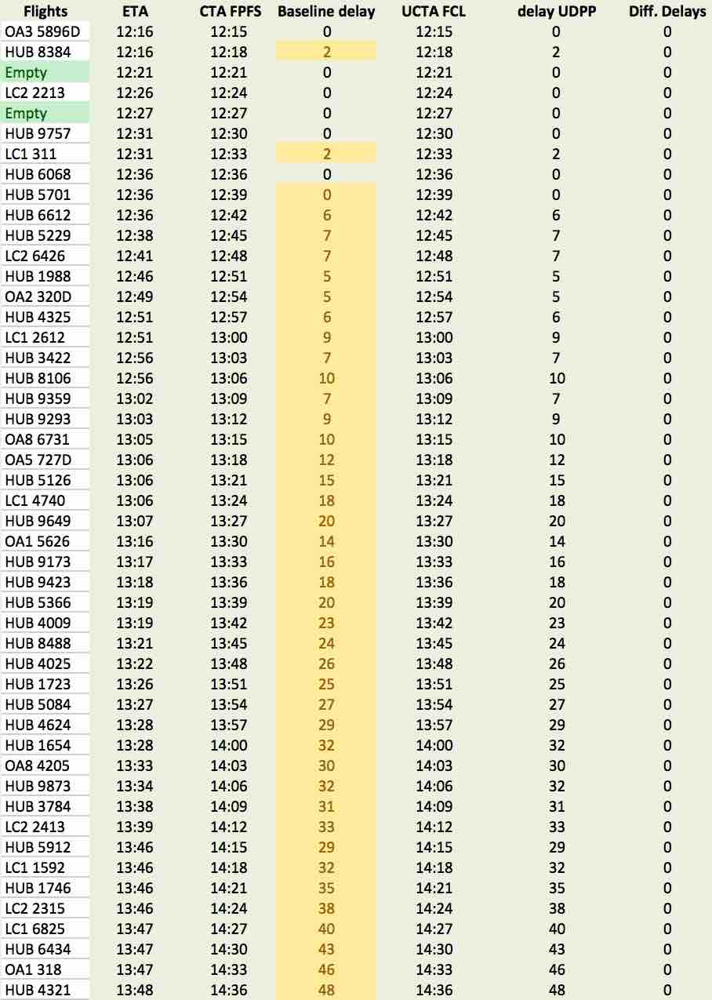 Flights ETA CTA FPFS Baseline delay UCTA FCL delay UDPP Diff. Delays
OA3 5896D 12:16 12:15 0 12:15 0 0
HUB 8384 12:16 12:18 2 12:18 2 0
Empty 12:21 12:21 0 12:21 0 0
LC2 2213 12:26 12:24 0 12:24 0 0
Empty 12:27 12:27 0 12:27 0 0
HUB 9757 12:31 12:30 0 12:30 0 0
LC1 311 12:31 12:33 2 12:33 2 0
HUB 6068 12:36 12:36 0 12:36 0 0
HUB 5701 12:36 12:39 0 12:39 0 0
HUB 6612 12:36 12:42 6 12:42 6 0
HUB 5229 12:38 12:45 7 12:45 7 0
LC2 6426 12:41 12:48 7 12:48 7 0
HUB 1988 12:46 12:51 5 12:51 5 0
OA2 320D 12:49 12:54 5 12:54 5 0
HUB 4325 12:51 12:57 6 12:57 6 0
LC1 2612 12:51 13:00 9 13:00 9 0
HUB 3422 12:56 13:03 7 13:03 7 0
HUB 8106 12:56 13:06 10 13:06 10 0
HUB 9359 13:02 13:09 7 13:09 7 0
HUB 9293 13:03 13:12 9 13:12 9 0
OA8 6731 13:05 13:15 10 13:15 10 0
OA5 727D 13:06 13:18 12 13:18 12 0
HUB 5126 13:06 13:21 15 13:21 15 0
LC1 4740 13:06 13:24 18 13:24 18 0
HUB 9649 13:07 13:27 20 13:27 20 0
OA1 5626 13:16 13:30 14 13:30 14 0
HUB 9173 13:17 13:33 16 13:33 16 0
HUB 9423 13:18 13:36 18 13:36 18 0
HUB 5366 13:19 13:39 20 13:39 20 0
HUB 4009 13:19 13:42 23 13:42 23 0
HUB 8488 13:21 13:45 24 13:45 24 0
HUB 4025 13:22 13:48 26 13:48 26 0
HUB 1723 13:26 13:51 25 13:51 25 0
HUB 5084 13:27 13:54 27 13:54 27 0
HUB 4624 13:28 13:57 29 13:57 29 0
HUB 1654 13:28 14:00 32 14:00 32 0
OA8 4205 13:33 14:03 30 14:03 30 0
HUB 9873 13:34 14:06 32 14:06 32 0
HUB 3784 13:38 14:09 31 14:09 31 0
LC2 2413 13:39 14:12 33 14:12 33 0
HUB 5912 13:46 14:15 29 14:15 29 0
LC1 1592 13:46 14:18 32 14:18 32 0
HUB 1746 13:46 14:21 35 14:21 35 0
LC2 2315 13:46 14:24 38 14:24 38 0
LC1 6825 13:47 14:27 40 14:27 40 0
HUB 6434 13:47 14:30 43 14:30 43 0
OA1 318 13:47 14:33 46 14:33 46 0
HUB 4321 13:48 14:36 48 14:36 48 0